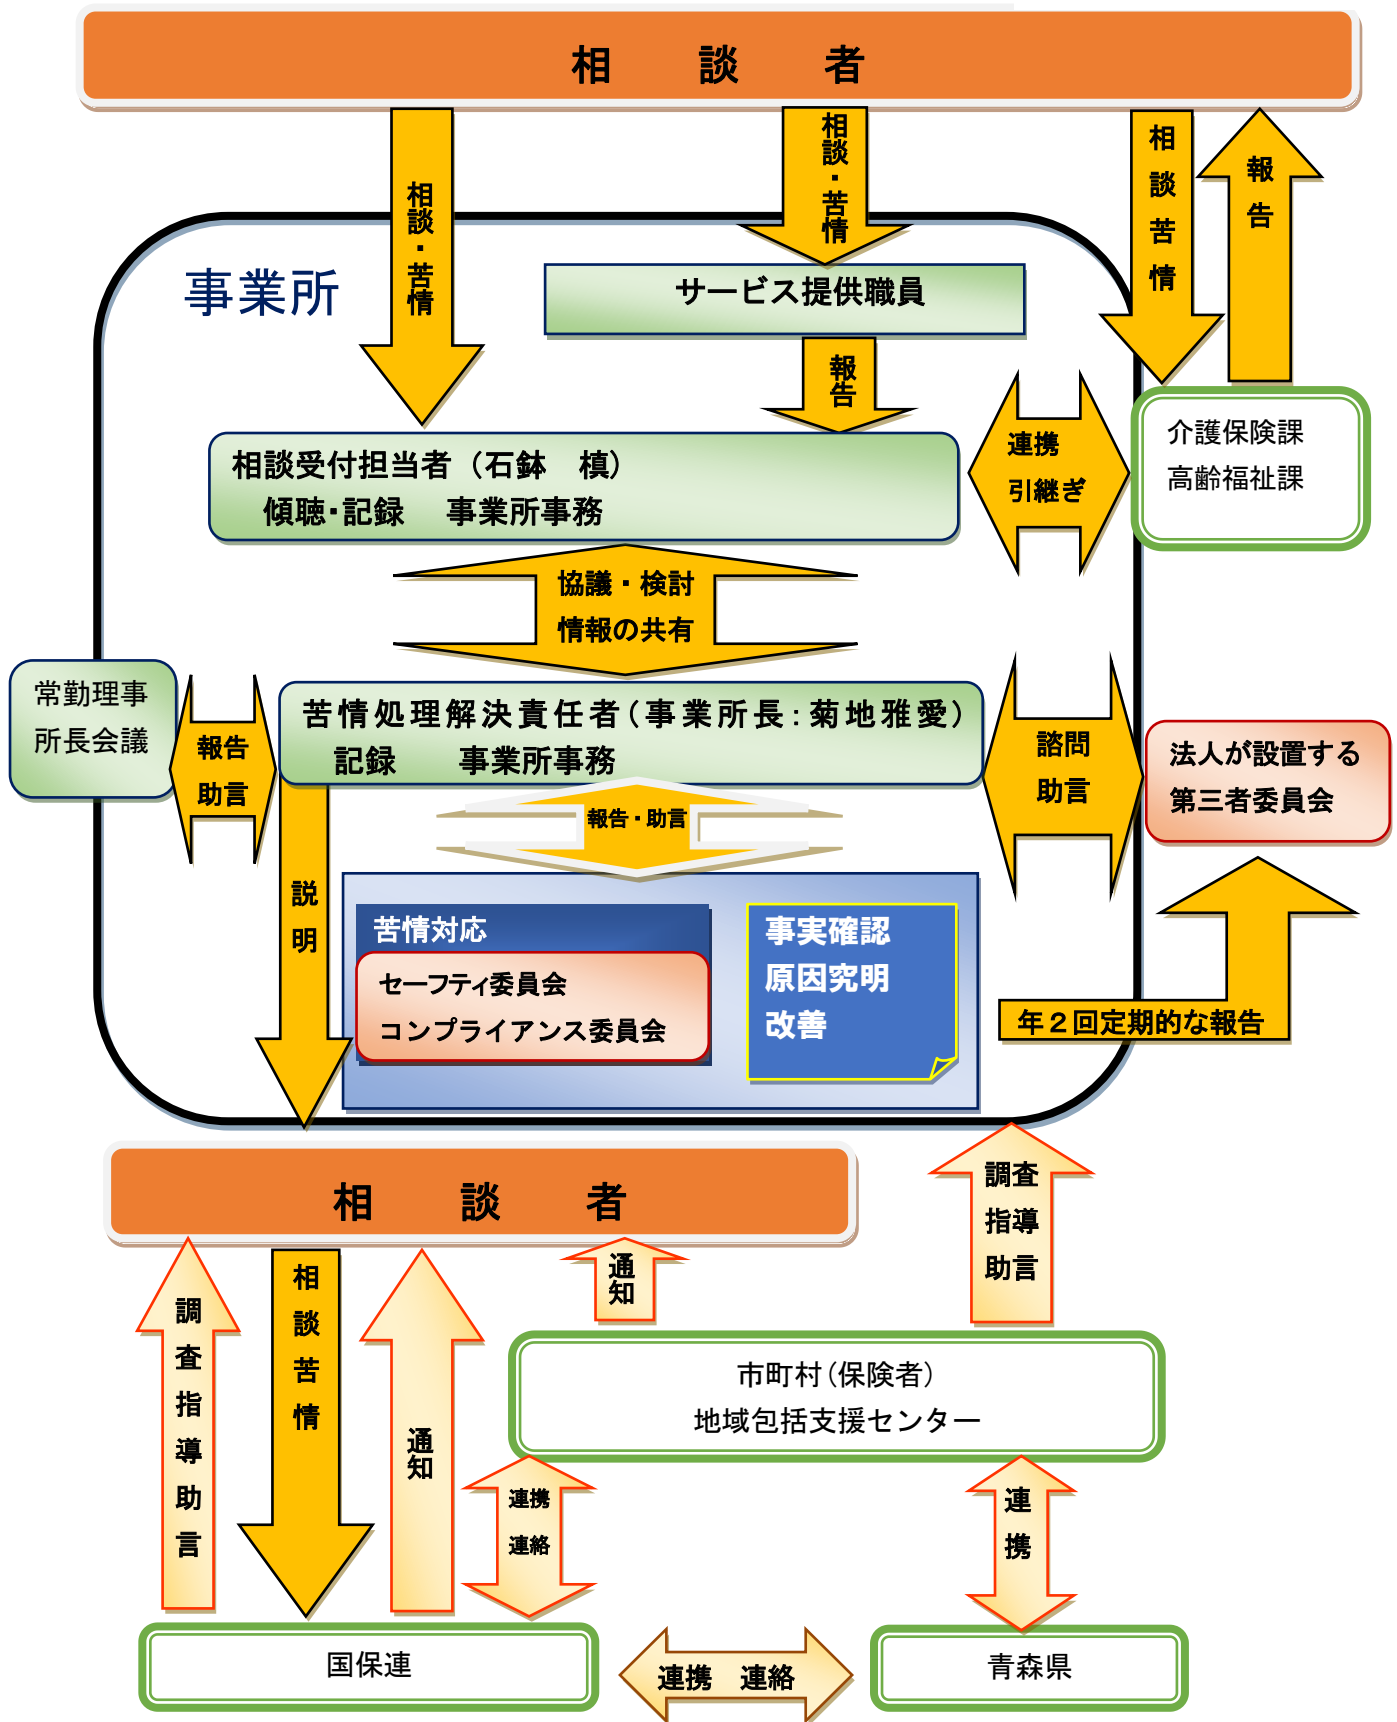 相　談　者
相談・苦情
相談・苦情
相談苦情
報告
事業所
サービス提供職員
報告
相談受付担当者（石鉢　槙）
傾聴・記録　事業所事務
連携
引継ぎ
介護保険課
高齢福祉課
協議・検討
情報の共有
常勤理事
所長会議
報告
助言
苦情処理解決責任者（事業所長：菊地雅愛）
記録　　事業所事務
諮問
助言
法人が設置する
第三者委員会
報告・助言
説明
苦情対応
セーフティ委員会
コンプライアンス委員会
事実確認
原因究明
改善
年２回定期的な報告
相　談　者
調査
指導
助言
調査指導助言
相談苦情
通知
通知
市町村（保険者）
地域包括支援センター
連携
連絡
連携
国保連
連携　連絡
青森県